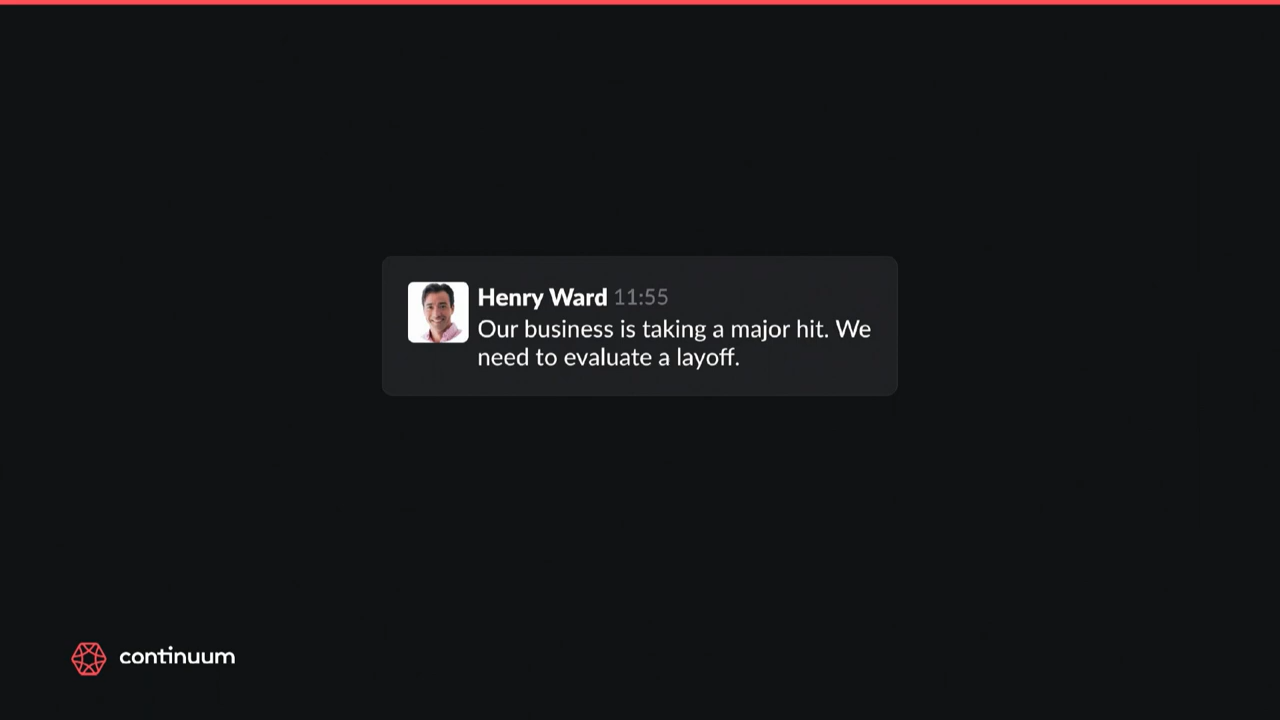 Henry Ward 11:55
Our business is taking a major hit. We
need to evaluate a layoff.
continuum